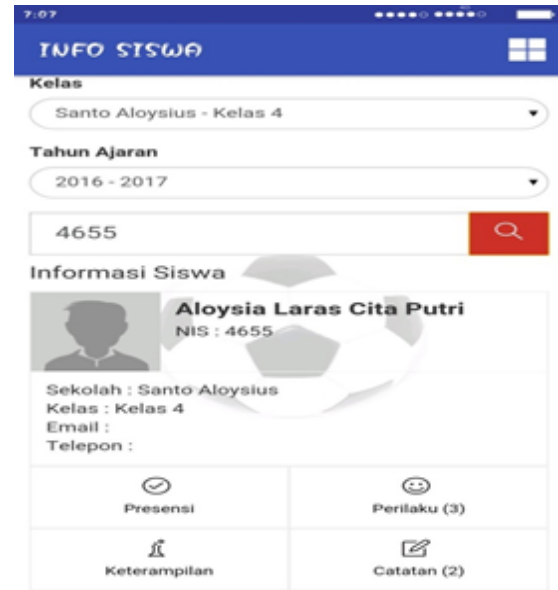 7:07
INFO SISWA
Kelas
Santo Aloysius - Kelas 4
Tahun Ajaran
2016 - 2017
4655
Informasi Siswa
Aloysia Laras Cita Putri
NIS : 4655
Sekolah : Santo Aloysius
Kelas : Kelas 4
Email :
Telepon :
Presensi
Perilaku (3)
Keterampilan
Catatan (2)